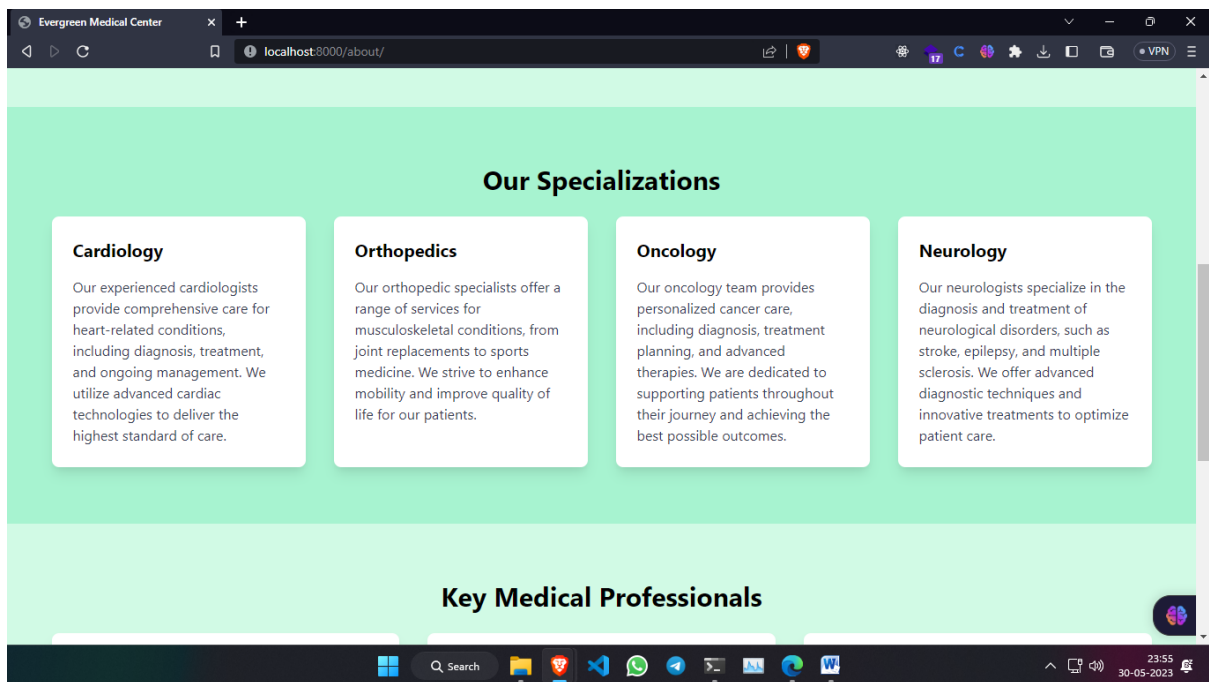 Evergreen Medical Center
localhost:8000/about/
17
VPN
Our Specializations
Cardiology
Our experienced cardiologists
provide comprehensive care for
heart-related conditions,
including diagnosis, treatment,
and ongoing management. We
utilize advanced cardiac
technologies to deliver the
highest standard of care.
Orthopedics
Our orthopedic specialists offer a
range of services for
musculoskeletal conditions, from
joint replacements to sports
medicine. We strive to enhance
mobility and improve quality of
life for our patients.
Oncology
Our oncology team provides
personalized cancer care,
including diagnosis, treatment
planning, and advanced
therapies. We are dedicated to
supporting patients throughout
their journey and achieving the
best possible outcomes.
Neurology
Our neurologists specialize in the
diagnosis and treatment of
neurological disorders, such as
stroke, epilepsy, and multiple
sclerosis. We offer advanced
diagnostic techniques and
innovative treatments to optimize
patient care.
Key Medical Professionals
Search
23:55
30-05-2023